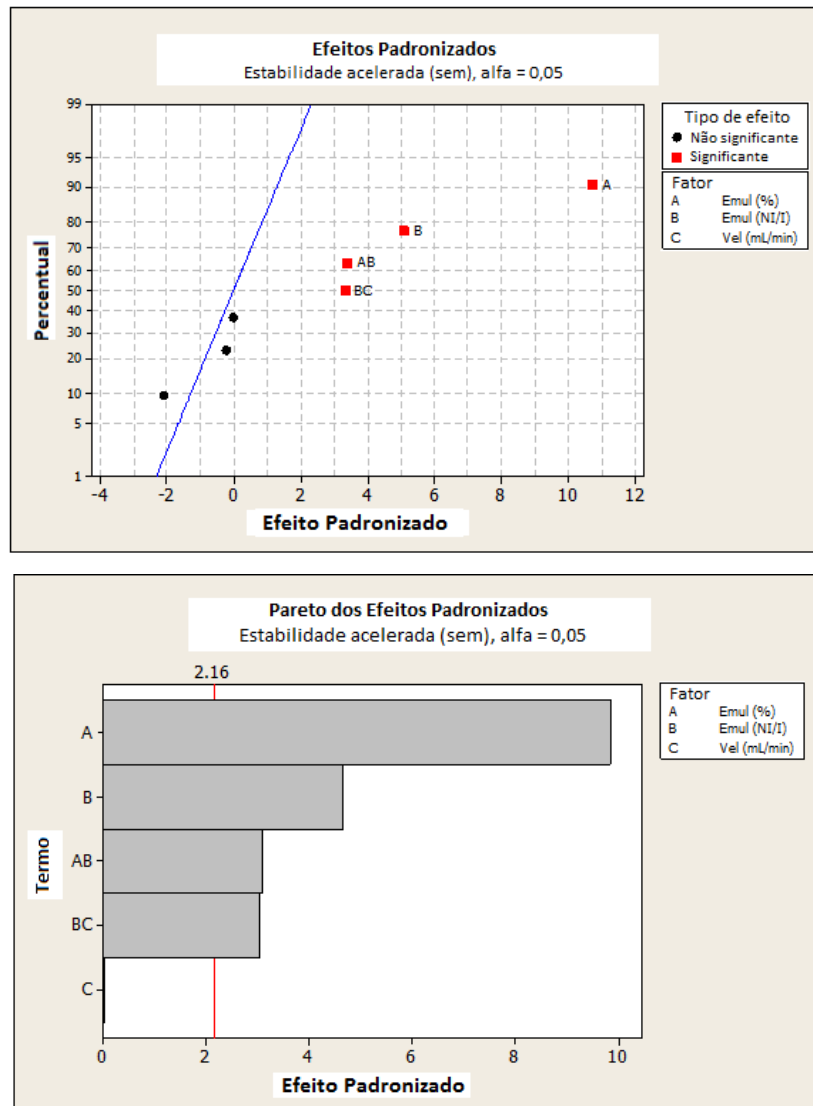 Efeitos Padronizados
Estabilidade acelerada (sem), alfa = 0,05
99
95
90
80
70
60
50
40
30
20
10
5
1
Percentual
A
B
AB
BC
-4 -2 0 2 4 6 8 10 12
Efeito Padronizado
Tipo de efeito
Não significante
Significante
Fator
A Emul (%)
B Emul (NI/I)
C Vel (mL/min)
Pareto dos Efeitos Padronizados
Estabilidade acelerada (sem), alfa = 0,05
2.16
A
B
AB
BC
C
Termo
0 2 4 6 8 10
Efeito Padronizado
Fator
A Emul (%)
B Emul (NI/I)
C Vel (mL/min)